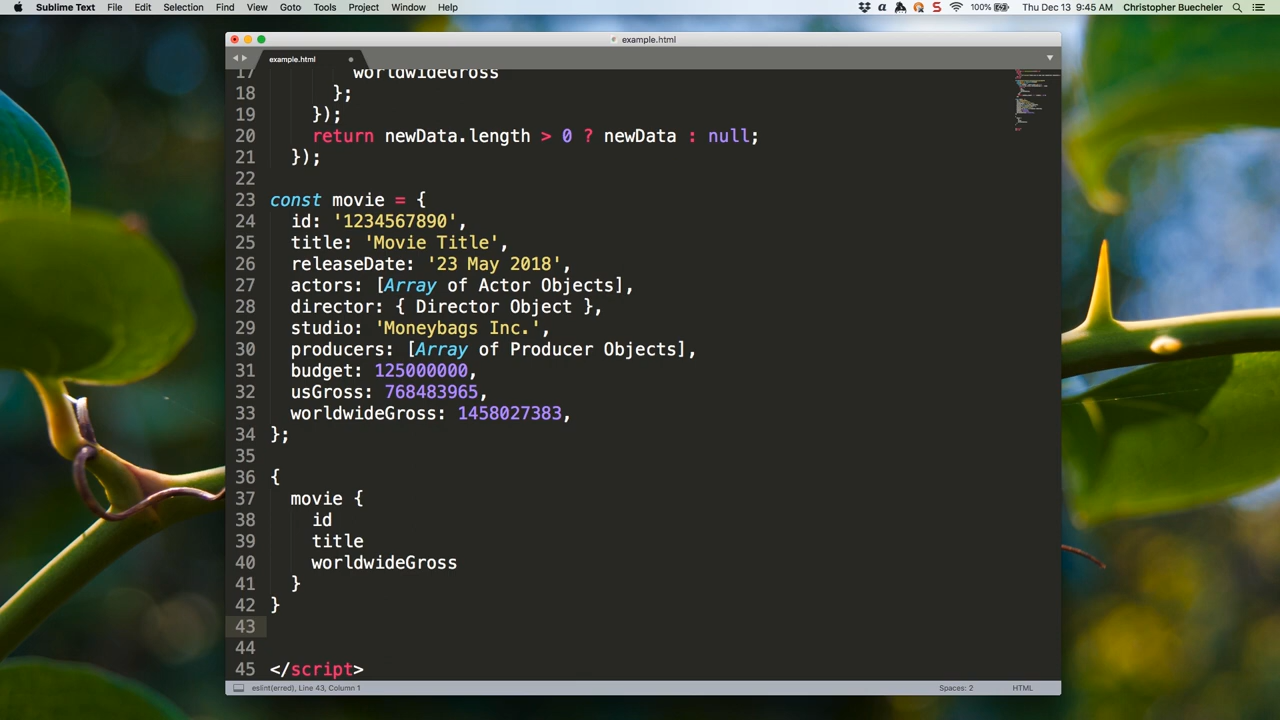 Sublime Text File Edit Selection Find View Goto Tools Project Window Help 100% Thu Dec 13 9:45 AM Christopher Buecheler
example.html
example.html
17 worldwideGross
18 };
19 });
20 return newData.length > 0 ? newData : null;
21 });
22
23 const movie = {
24 id: '1234567890',
25 title: 'Movie Title',
26 releaseDate: '23 May 2018',
27 actors: [Array of Actor Objects],
28 director: { Director Object },
29 studio: 'Moneybags Inc.',
30 producers: [Array of Producer Objects],
31 budget: 125000000,
32 usGross: 768483965,
33 worldwideGross: 1458027383,
34 };
35
36 {
37 movie {
38 id
39 title
40 worldwideGross
41 }
42 }
43
44
45 </script>
eslint(erred), Line 43, Column 1 Spaces: 2 HTML